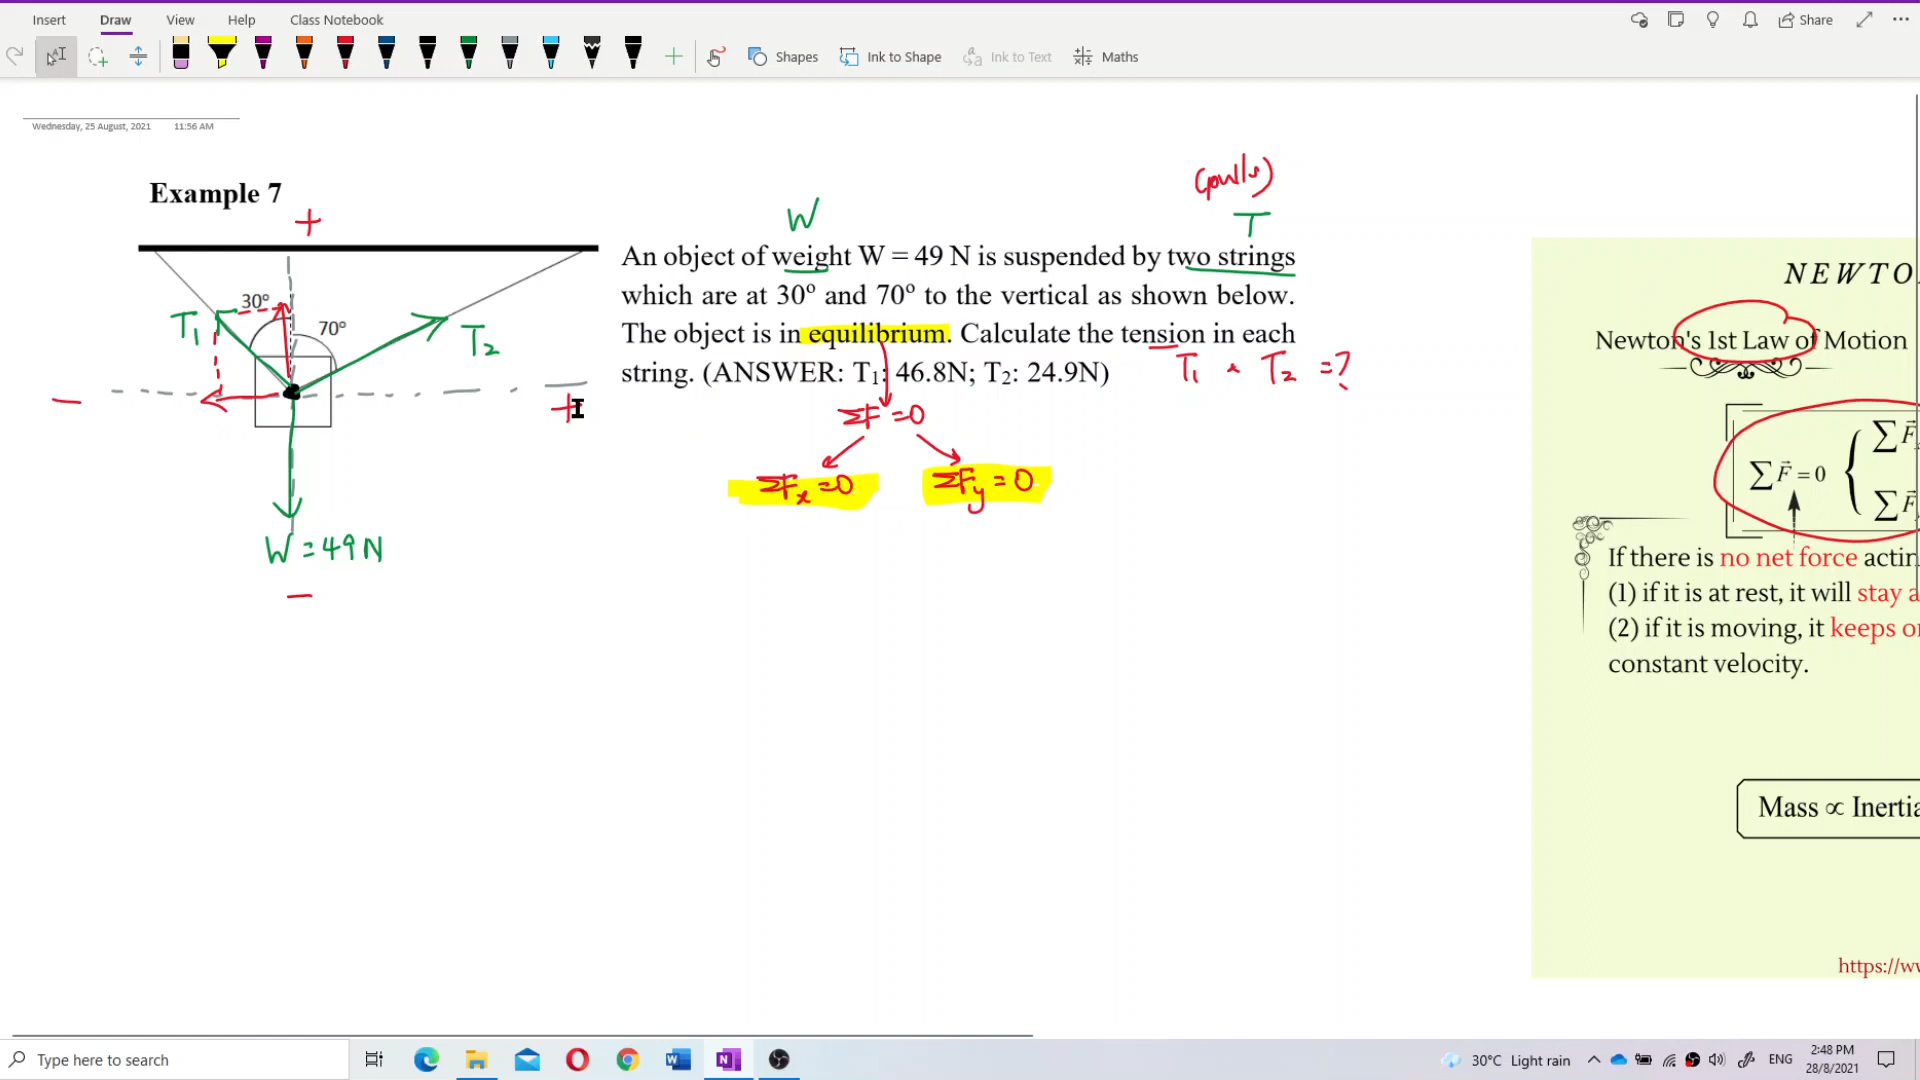 Insert Draw View Help Class Notebook Share
Shapes Ink to Shape Ink to Text Maths
Wednesday, 25 August, 2021 11:56 AM
Example 7
+
30º
70º
T₁
T₂
−
+
W = 49 N
−
(pulls)
W T
An object of weight W = 49 N is suspended by two strings
which are at 30º and 70º to the vertical as shown below.
The object is in equilibrium. Calculate the tension in each
string. (ANSWER: T₁: 46.8N; T₂: 24.9N)
T₁ & T₂ = ?
ΣF = 0
ΣFₓ = 0 ΣFy = 0
NEWTO
Newton's 1st Law of Motion
∑F⃗ = 0 { ∑F⃗
∑F⃗
If there is no net force actin
(1) if it is at rest, it will stay a
(2) if it is moving, it keeps o
constant velocity.
Mass ∝ Inertia
https://w
Type here to search
30°C Light rain ENG 2:48 PM
28/8/2021